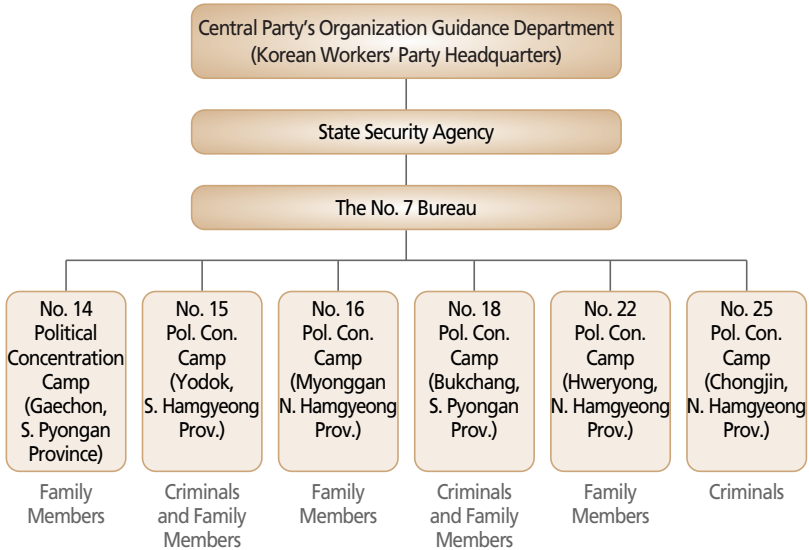 Central Party's Organization Guidance Department
(Korean Workers' Party Headquarters)
State Security Agency
The No. 7 Bureau
No. 14
Political
Concentration
Camp
(Gaechon,
S. Pyongan
Province)
Family
Members
No. 15
Pol. Con.
Camp
(Yodok,
S. Hamgyeong
Prov.)
Criminals
and Family
Members
No. 16
Pol. Con.
Camp
(Myonggan
N. Hamgyeong
Prov.)
Family
Members
No. 18
Pol. Con.
Camp
(Bukchang,
S. Pyongan
Prov.)
Criminals
and Family
Members
No. 22
Pol. Con.
Camp
(Hweryong,
N. Hamgyeong
Prov.)
Family
Members
No. 25
Pol. Con.
Camp
(Chongjin,
N. Hamgyeong
Prov.)
Criminals